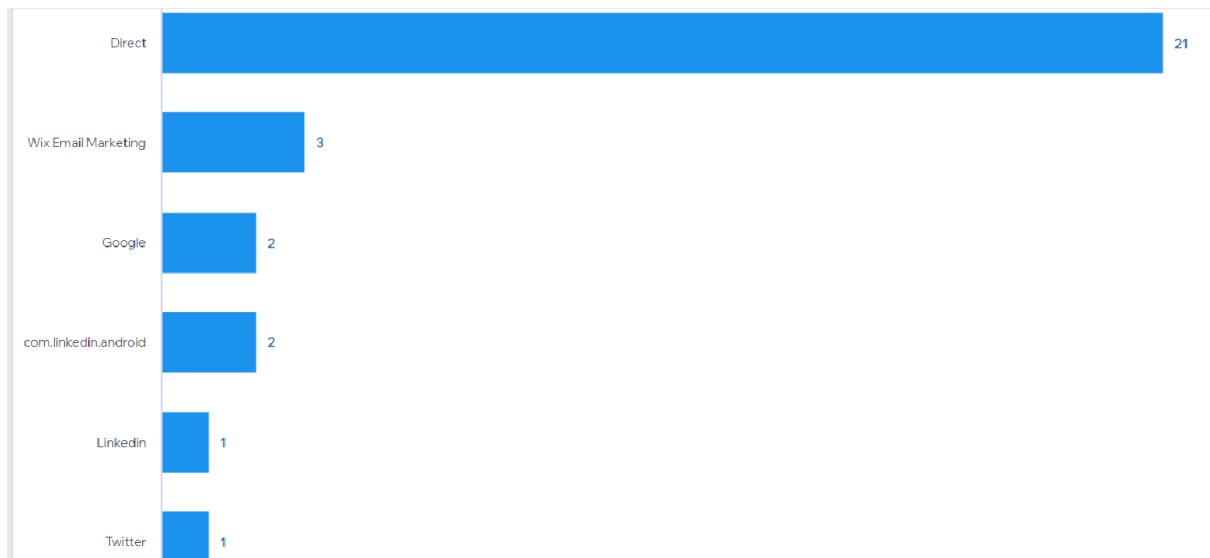 Direct 21
Wix Email Marketing 3
Google 2
com.linkedin.android 2
Linkedin 1
Twitter 1